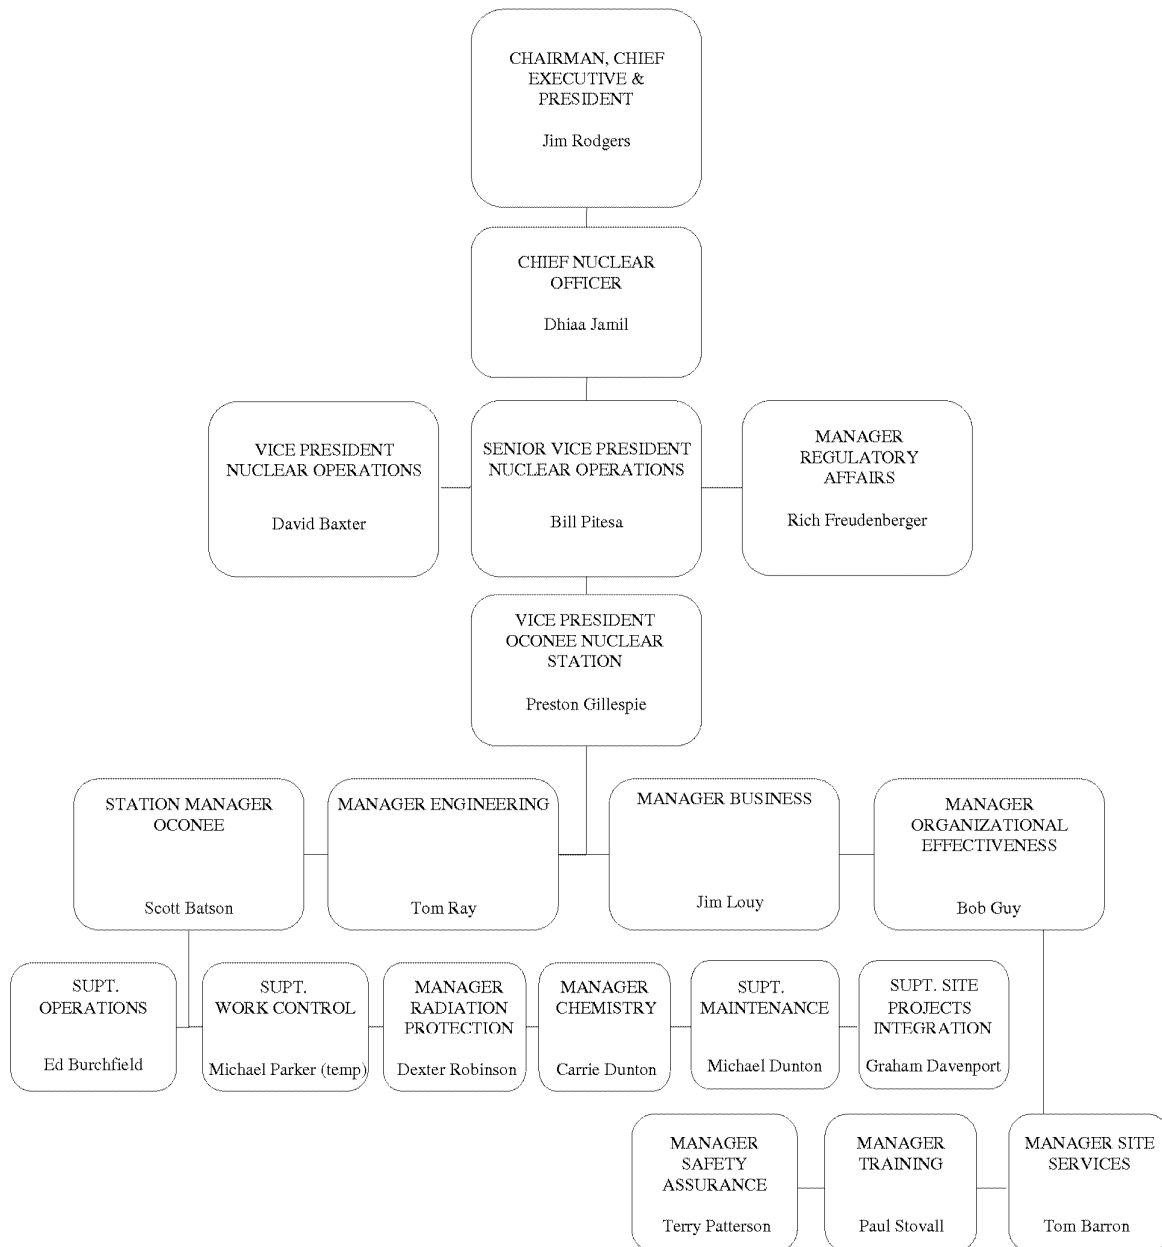 CHAIRMAN, CHIEF
EXECUTIVE &
PRESIDENT
Jim Rodgers
CHIEF NUCLEAR
OFFICER
Dhiaa Jamil
VICE PRESIDENT
NUCLEAR OPERATIONS
David Baxter
SENIOR VICE PRESIDENT
NUCLEAR OPERATIONS
Bill Pitesa
MANAGER
REGULATORY
AFFAIRS
Rich Freudenberger
VICE PRESIDENT
OCONEE NUCLEAR
STATION
Preston Gillespie
STATION MANAGER
OCONEE
Scott Batson
MANAGER ENGINEERING
Tom Ray
MANAGER BUSINESS
Jim Louy
MANAGER
ORGANIZATIONAL
EFFECTIVENESS
Bob Guy
SUPT.
OPERATIONS
Ed Burchfield
SUPT.
WORK CONTROL
Michael Parker (temp)
MANAGER
RADIATION
PROTECTION
Dexter Robinson
MANAGER
CHEMISTRY
Carrie Dunton
SUPT.
MAINTENANCE
Michael Dunton
SUPT. SITE
PROJECTS
INTEGRATION
Graham Davenport
MANAGER
SAFETY
ASSURANCE
Terry Patterson
MANAGER
TRAINING
Paul Stovall
MANAGER SITE
SERVICES
Tom Barron